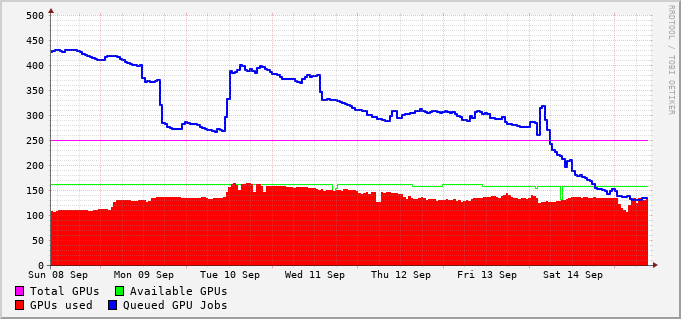 500
450
400
350
300
250
200
150
100
50
0
Sun 08 Sep Mon 09 Sep Tue 10 Sep Wed 11 Sep Thu 12 Sep Fri 13 Sep Sat 14 Sep
Total GPUs Available GPUs
GPUs used Queued GPU Jobs
RRDTOOL / TOBI OETIKER